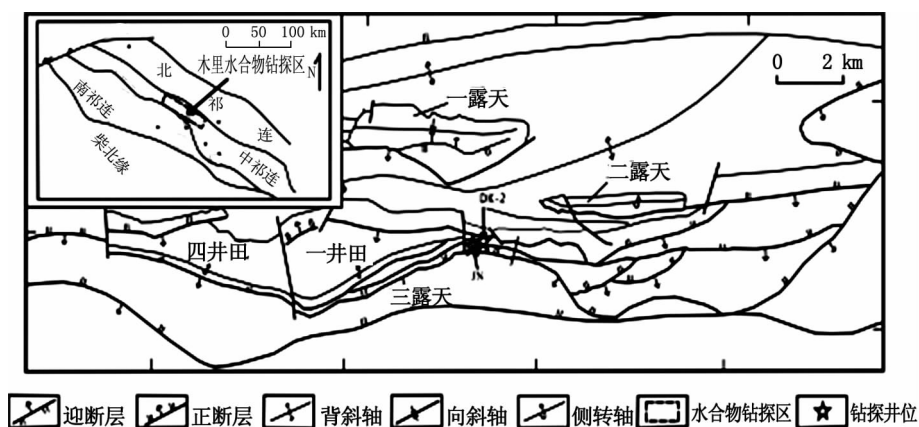 0 50 100 km
木里水合物钻探区
N
北
祁
连
南祁连
中祁连
柴北缘
0 2 km
一露天
二露天
DK-2
四井田
一井田
JX
三露天
迎断层
正断层
背斜轴
向斜轴
侧转轴
水合物钻探区
钻探井位